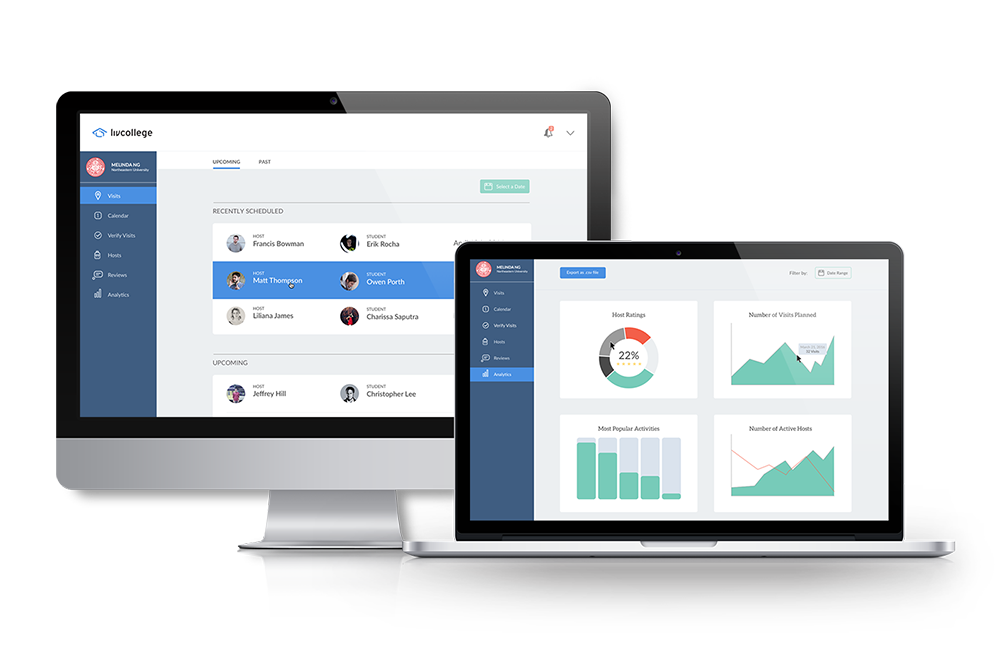 livcollege
MELINDA NG
Northeastern University
Visits
Calendar
Verify Visits
Hosts
Reviews
Analytics
UPCOMING PAST
Select a Date
RECENTLY SCHEDULED
HOST STUDENT
Francis Bowman Erik Rocha
HOST STUDENT
Matt Thompson Owen Porth
HOST STUDENT
Liliana James Charissa Saputra
UPCOMING
HOST STUDENT
Jeffrey Hill Christopher Lee
MELINDA NG
Northeastern University
Visits
Calendar
Verify Visits
Hosts
Reviews
Analytics
Export as .csv file
Filter by: Date Range
Host Ratings
22%
Number of Visits Planned
32 Visits
Most Popular Activities
Number of Active Hosts